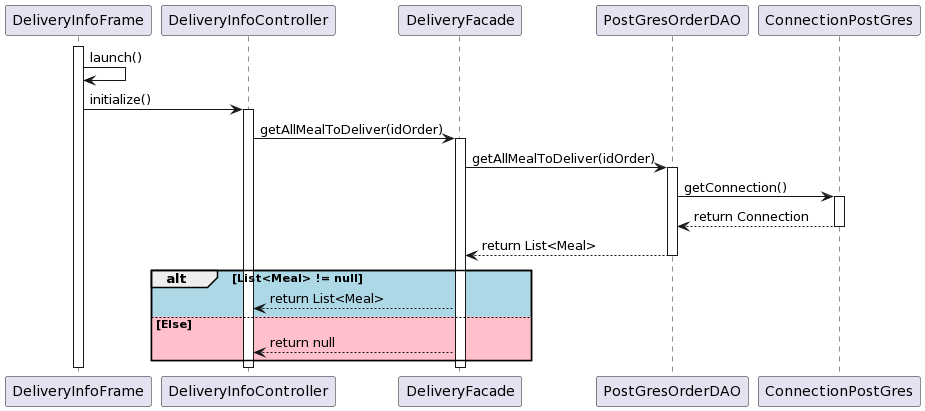 DeliveryInfoFrame DeliveryInfoController DeliveryFacade PostGresOrderDAO ConnectionPostGres
launch()
initialize()
getAllMealToDeliver(idOrder)
getAllMealToDeliver(idOrder)
getConnection()
return Connection
return List<Meal>
alt [List<Meal> != null]
return List<Meal>
[Else]
return null
DeliveryInfoFrame DeliveryInfoController DeliveryFacade PostGresOrderDAO ConnectionPostGres